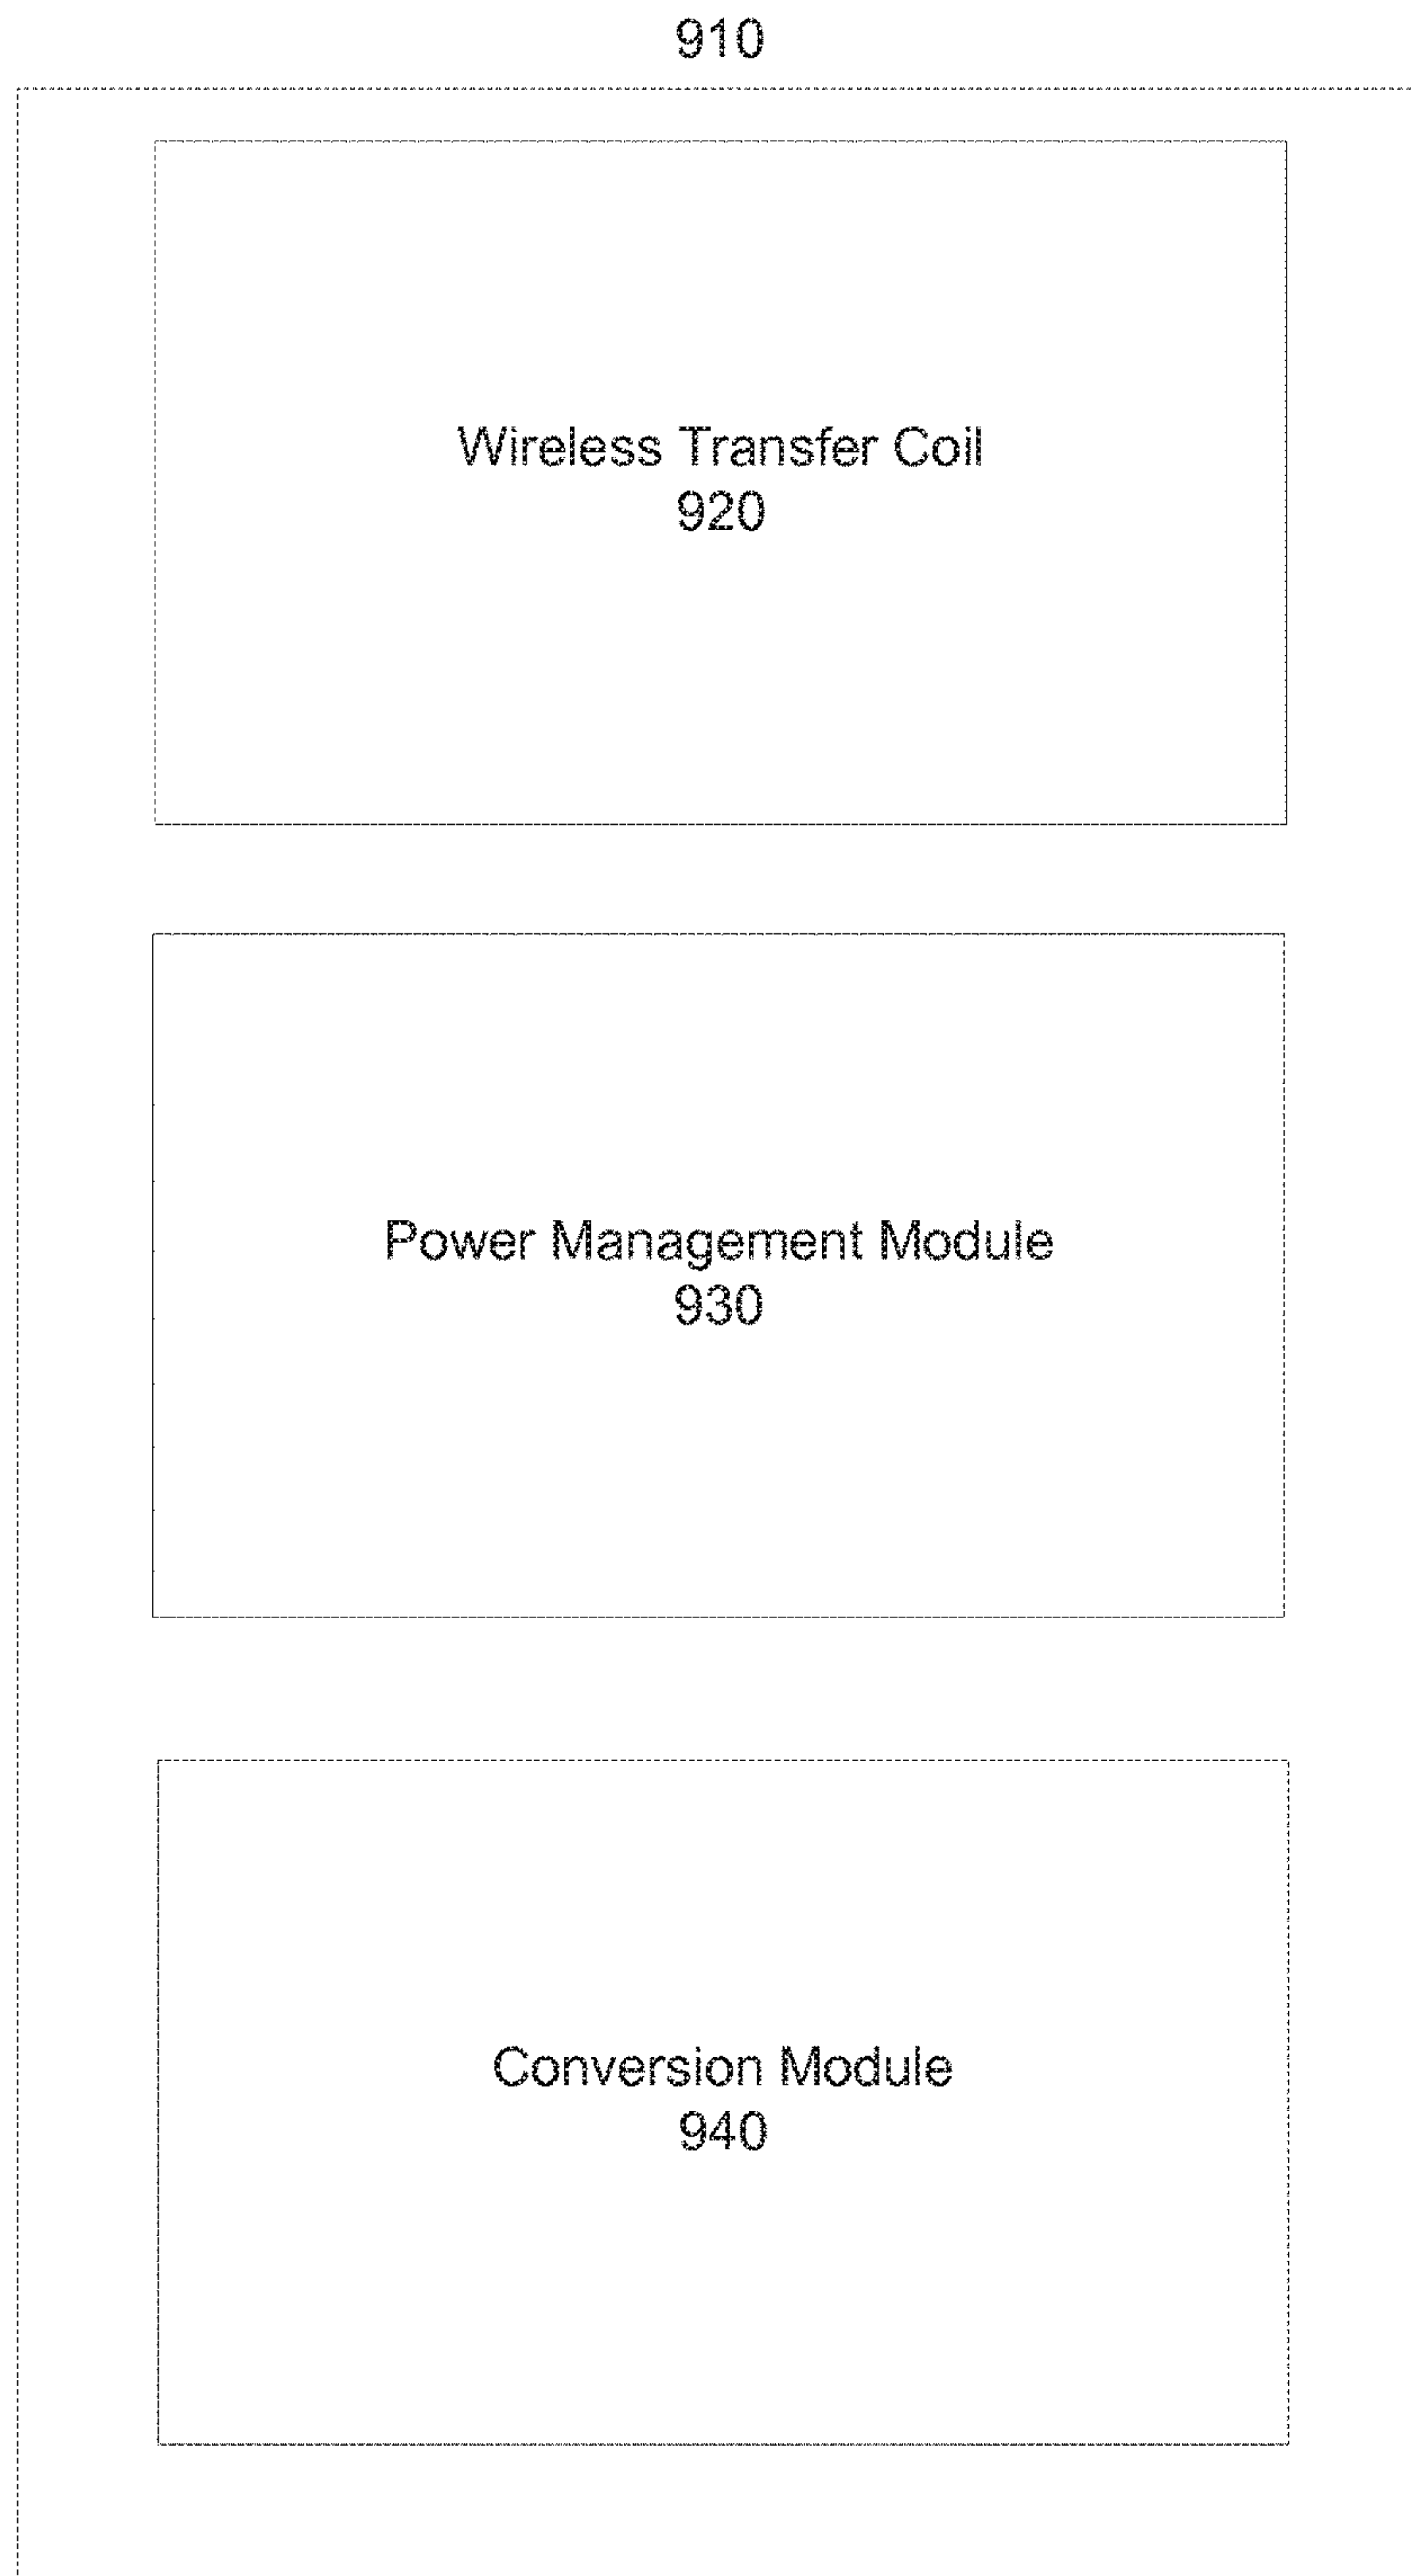 910
Wireless Transfer Coil
920
Power Management Module
930
Conversion Module
940